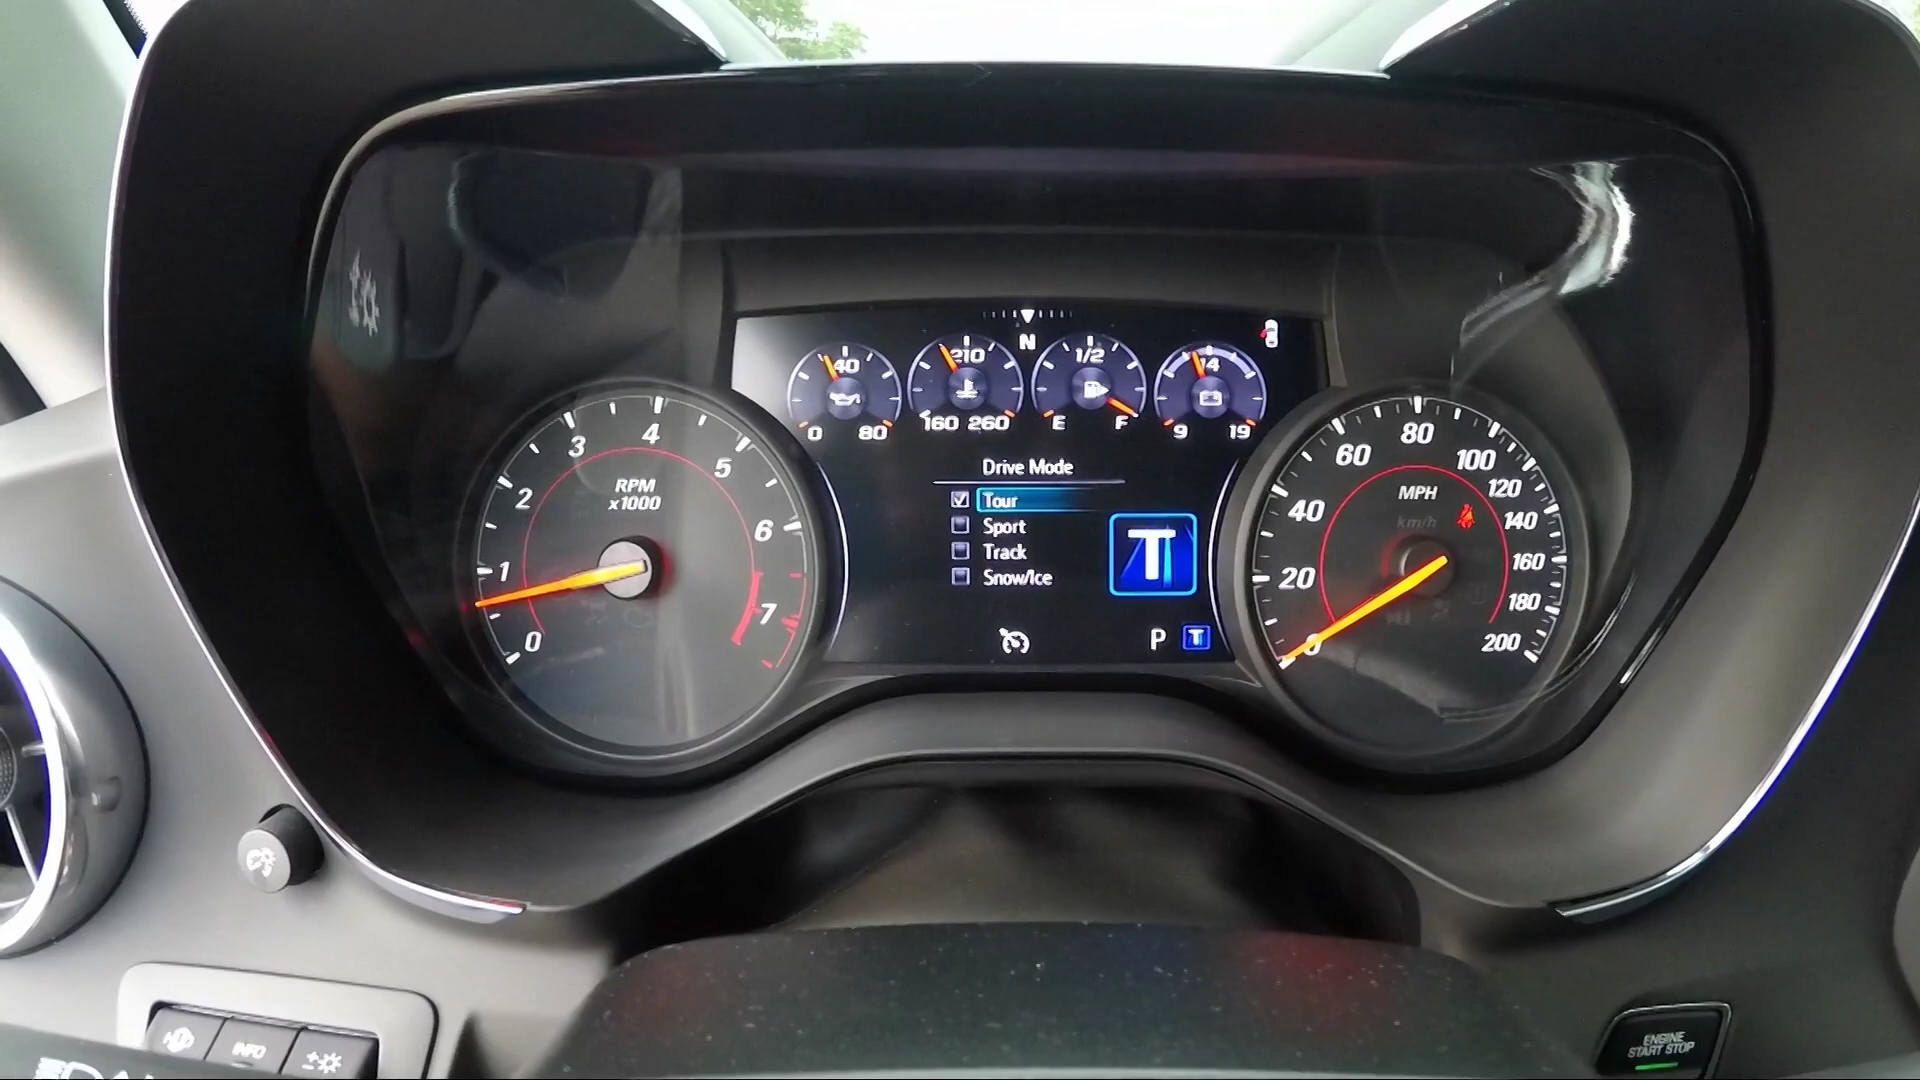 N
40
0 80
210
160 260
1/2
E F
14
9 19
Drive Mode
Tour
Sport
Track
Snow/Ice
T
P T
0
1
2
3
4
5
6
7
RPM
x1000
0
20
40
60
80
100
120
140
160
180
200
MPH
km/h
INFO
ENGINE
START STOP